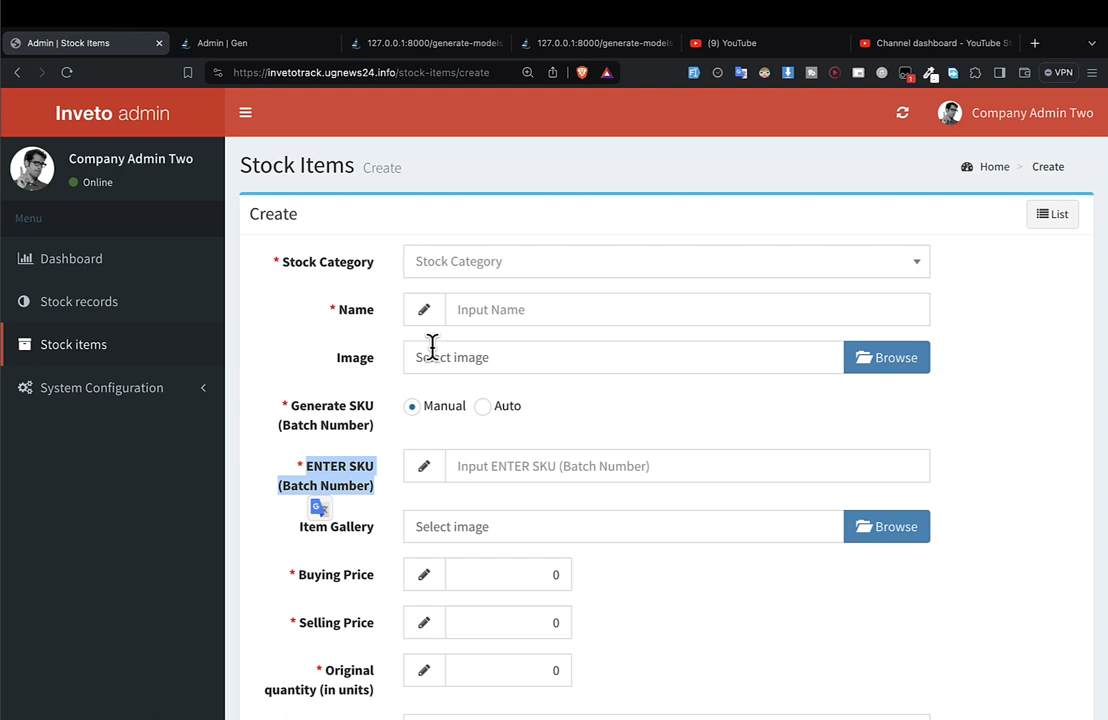 Admin | Stock Items
Admin | Gen
127.0.0.1:8000/generate-models
127.0.0.1:8000/generate-models
(9) YouTube
Channel dashboard - YouTube St
https://invetotrack.ugnews24.info/stock-items/create
1
VPN
Inveto admin
Company Admin Two
Company Admin Two
Online
Menu
Dashboard
Stock records
Stock items
System Configuration
Stock Items Create
Home > Create
Create
List
* Stock Category
Stock Category
* Name
Input Name
Image
Select image
Browse
* Generate SKU
(Batch Number)
Manual
Auto
* ENTER SKU
(Batch Number)
Input ENTER SKU (Batch Number)
Item Gallery
Select image
Browse
* Buying Price
0
* Selling Price
0
* Original
quantity (in units)
0